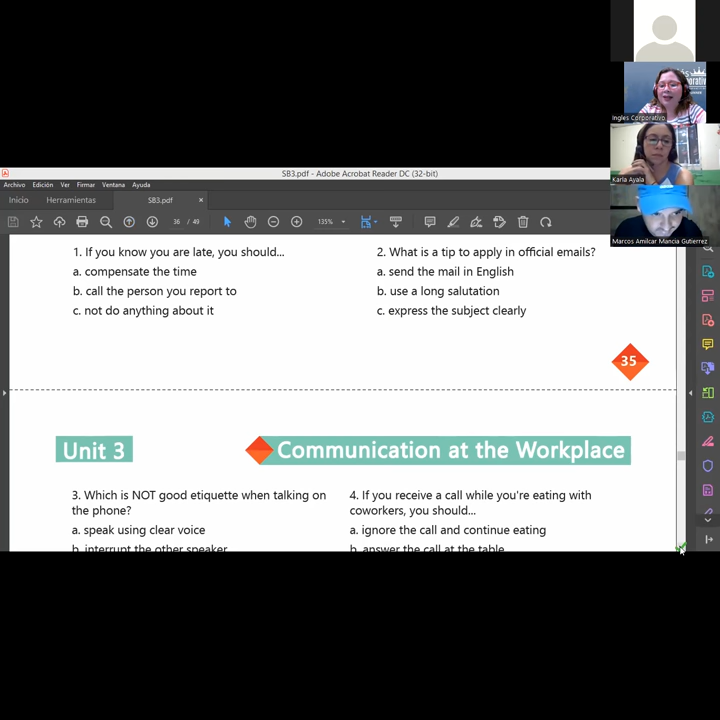 SB3.pdf - Adobe Acrobat Reader DC (32-bit)
Archivo Edición Ver Firmar Ventana Ayuda
Inicio Herramientas SB3.pdf ×
36 / 49 135%
1. If you know you are late, you should...
a. compensate the time
b. call the person you report to
c. not do anything about it
2. What is a tip to apply in official emails?
a. send the mail in English
b. use a long salutation
c. express the subject clearly
35
Unit 3
Communication at the Workplace
3. Which is NOT good etiquette when talking on
the phone?
a. speak using clear voice
b. interrupt the other speaker
4. If you receive a call while you're eating with
coworkers, you should...
a. ignore the call and continue eating
b. answer the call at the table
Ingles Corporativo
Karla Ayala
Marcos Amilcar Mancia Gutierrez